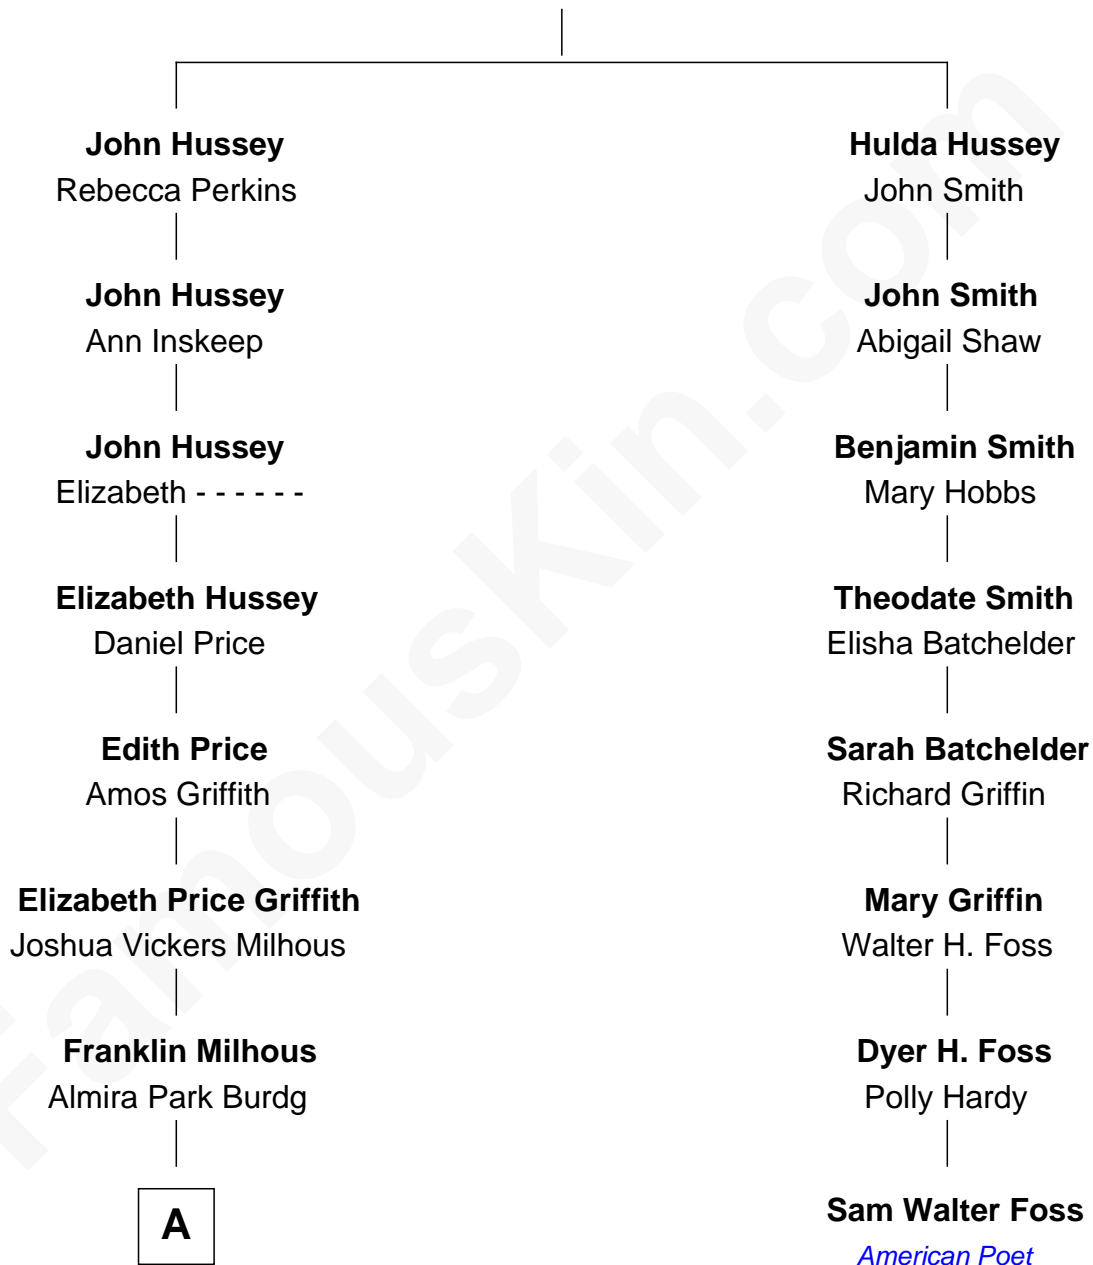 John Hussey
Rebecca Perkins
John Hussey
Ann Inskeep
John Hussey
Elizabeth - - - - - -
Elizabeth Hussey
Daniel Price
Edith Price
Amos Griffith
Elizabeth Price Griffith
Joshua Vickers Milhous
Franklin Milhous
Almira Park Burdg
A
Hulda Hussey
John Smith
John Smith
Abigail Shaw
Benjamin Smith
Mary Hobbs
Theodate Smith
Elisha Batchelder
Sarah Batchelder
Richard Griffin
Mary Griffin
Walter H. Foss
Dyer H. Foss
Polly Hardy
Sam Walter Foss
American Poet
FamousKin.com